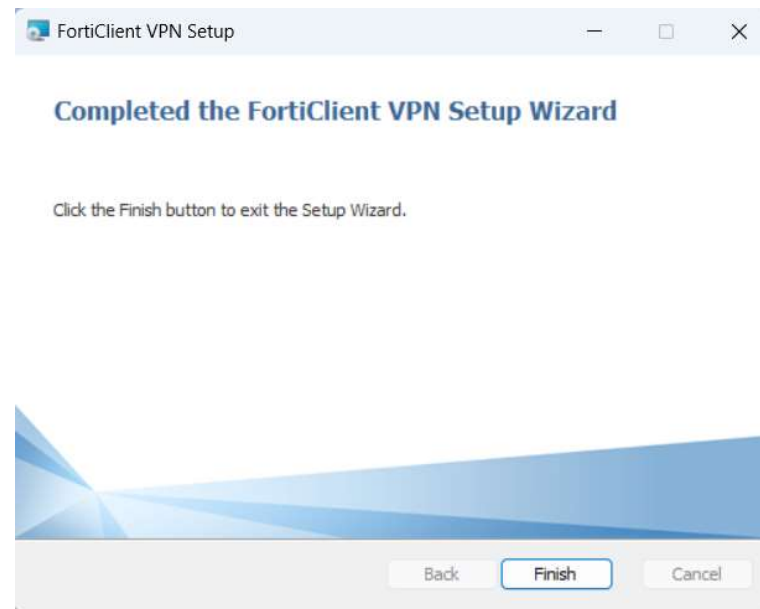 FortiClient VPN Setup
Completed the FortiClient VPN Setup Wizard
Click the Finish button to exit the Setup Wizard.
Back Finish Cancel